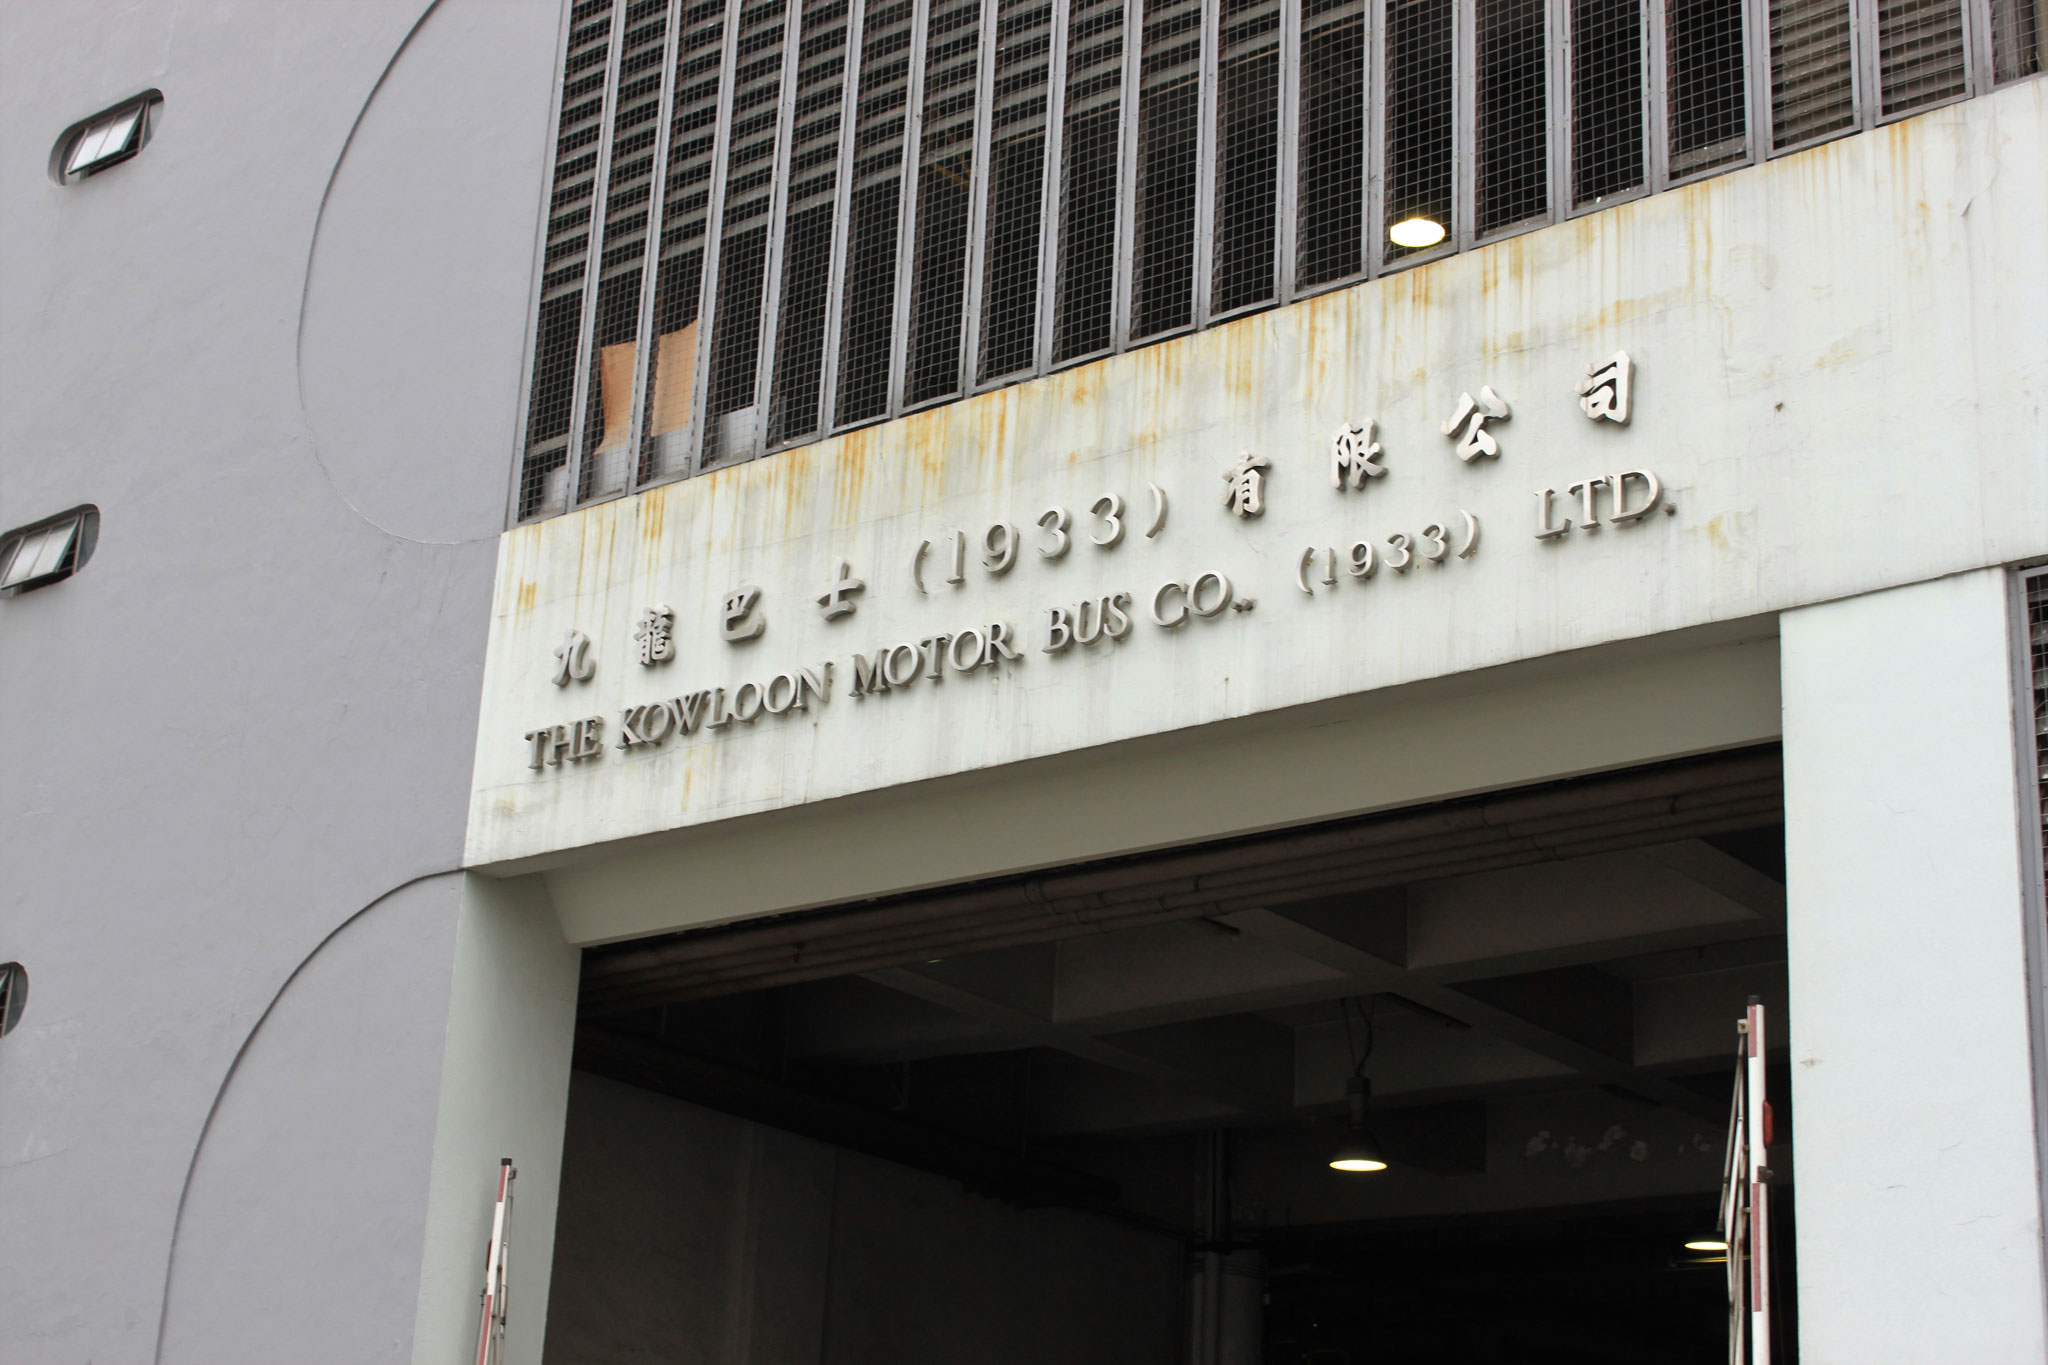 九龍巴士(1933)有限公司
THE KOWLOON MOTOR BUS CO., (1933) LTD.